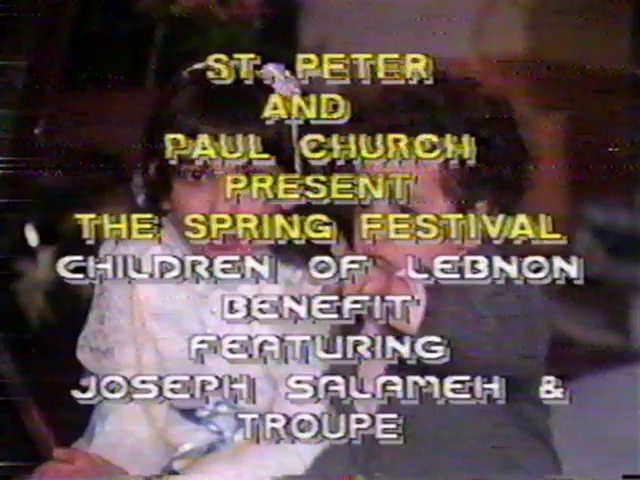 ST. PETER
AND
PAUL CHURCH
PRESENT
THE SPRING FESTIVAL
CHILDREN OF LEBNON
BENEFIT
FEATURING
JOSEPH SALAMEH &
TROUPE